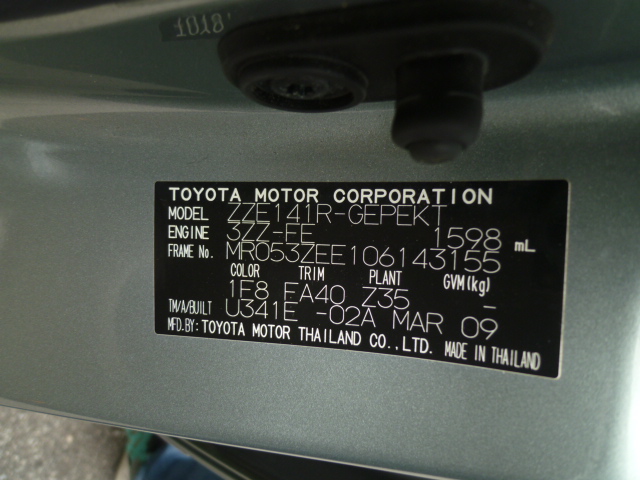 1018
TOYOTA MOTOR CORPORATION
MODEL ZZE141R-GEPEKT
ENGINE 3ZZ-FE 1598 mL
FRAME No. MR053ZEE106143155
COLOR TRIM PLANT GVM(kg)
1F8 FA40 Z35 -
TM/A/BUILT U341E -02A MAR 09
MFD.BY: TOYOTA MOTOR THAILAND CO.,LTD. MADE IN THAILAND